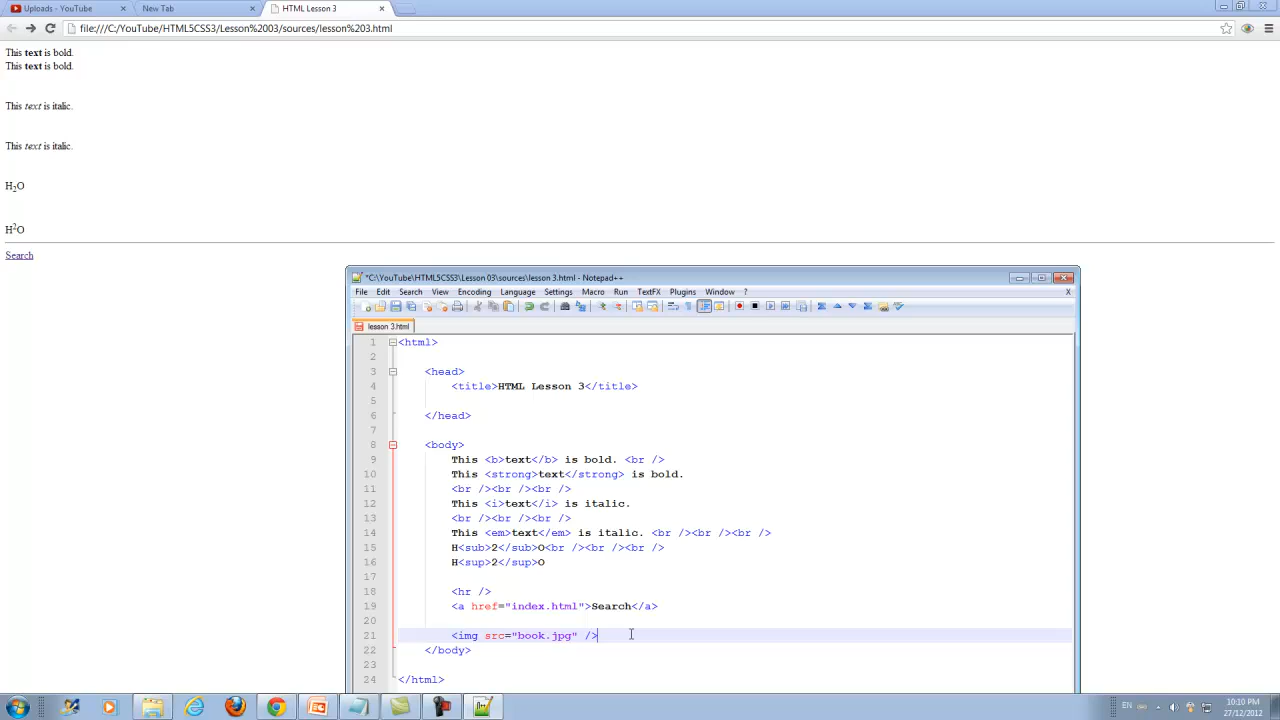 Uploads - YouTube
New Tab
HTML Lesson 3
file:///C:/YouTube/HTML5CSS3/Lesson%2003/sources/lesson%203.html
This text is bold.
This text is bold.
This text is italic.
This text is italic.
H2O
H2O
Search
*C:\YouTube\HTML5CSS3\Lesson 03\sources\lesson 3.html - Notepad++
File Edit Search View Encoding Language Settings Macro Run TextFX Plugins Window ? X
lesson 3.html
1 <html>
2
3 <head>
4 <title>HTML Lesson 3</title>
5
6 </head>
7
8 <body>
9 This <b>text</b> is bold. <br />
10 This <strong>text</strong> is bold.
11 <br /><br /><br />
12 This <i>text</i> is italic.
13 <br /><br /><br />
14 This <em>text</em> is italic. <br /><br /><br />
15 H<sub>2</sub>O<br /><br /><br />
16 H<sup>2</sup>O
17
18 <hr />
19 <a href="index.html">Search</a>
20
21 <img src="book.jpg" />
22 </body>
23
24 </html>
EN
10:10 PM
27/12/2012